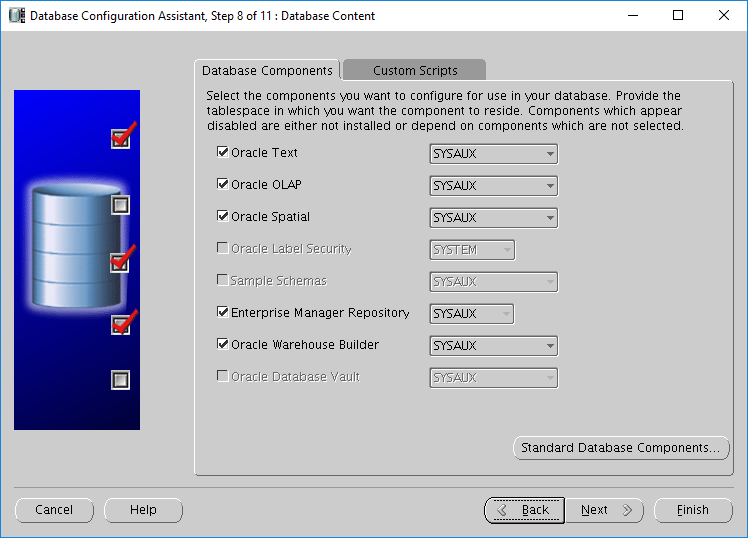 Database Configuration Assistant, Step 8 of 11 : Database Content
Database Components
Custom Scripts
Select the components you want to configure for use in your database. Provide the
tablespace in which you want the component to reside. Components which appear
disabled are either not installed or depend on components which are not selected.
Oracle Text SYSAUX
Oracle OLAP SYSAUX
Oracle Spatial SYSAUX
Oracle Label Security SYSTEM
Sample Schemas SYSAUX
Enterprise Manager Repository SYSAUX
Oracle Warehouse Builder SYSAUX
Oracle Database Vault SYSAUX
Standard Database Components...
Cancel Help Back Next Finish